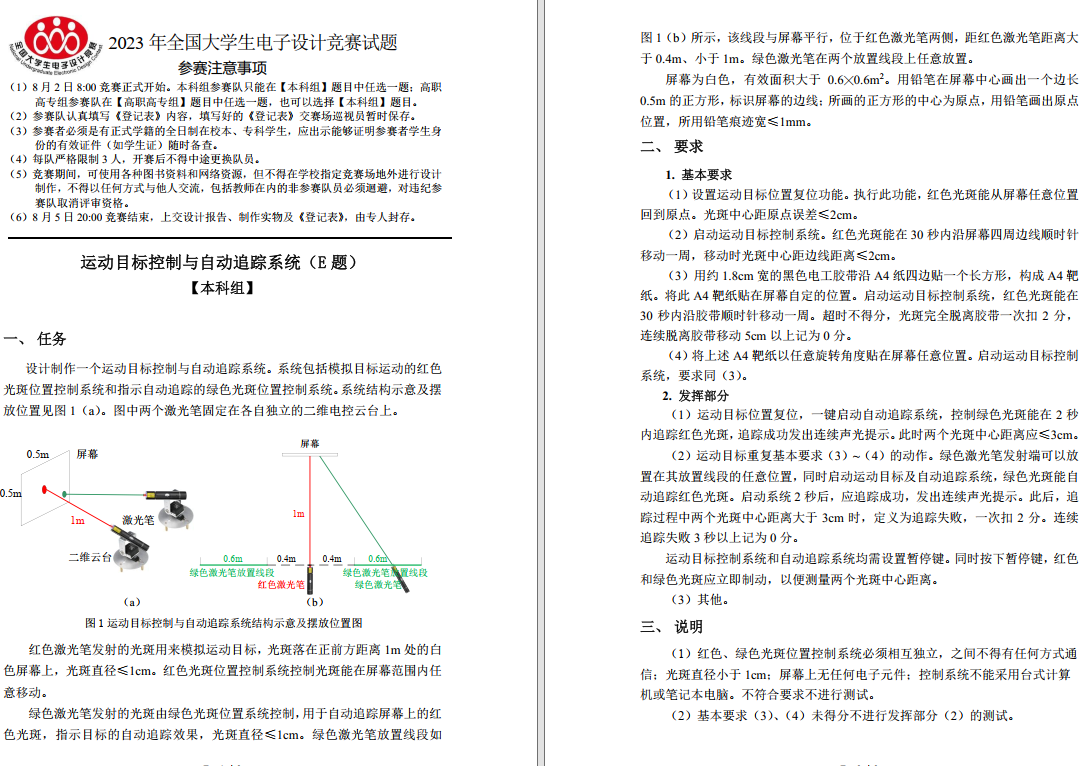 2023 年全国大学生电子设计竞赛试题
参赛注意事项
(1)8 月 2 日 8:00 竞赛正式开始。本科组参赛队只能在【本科组】题目中任选一题;高职
高专组参赛队在【高职高专组】题目中任选一题,也可以选择【本科组】题目。
(2)参赛队认真填写《登记表》内容,填写好的《登记表》交赛场巡视员暂时保存。
(3)参赛者必须是有正式学籍的全日制在校本、专科学生,应出示能够证明参赛者学生身
份的有效证件(如学生证)随时备查。
(4)每队严格限制 3 人,开赛后不得中途更换队员。
(5)竞赛期间,可使用各种图书资料和网络资源,但不得在学校指定竞赛场地外进行设计
制作,不得以任何方式与他人交流,包括教师在内的非参赛队员必须迴避,对违纪参
赛队取消评审资格。
(6)8 月 5 日 20:00 竞赛结束,上交设计报告、制作实物及《登记表》,由专人封存。
运动目标控制与自动追踪系统(E 题)
【本科组】
一、 任务
设计制作一个运动目标控制与自动追踪系统。系统包括模拟目标运动的红色
光斑位置控制系统和指示自动追踪的绿色光斑位置控制系统。系统结构示意及摆
放位置见图 1(a)。图中两个激光笔固定在各自独立的二维电控云台上。
0.5m
屏幕
0.5m
1m
激光笔
二维云台
(a)
屏幕
1m
0.6m
0.4m
0.4m
0.6m
绿色激光笔放置线段
绿色激光笔放置线段
红色激光笔
绿色激光笔
(b)
图 1 运动目标控制与自动追踪系统结构示意及摆放位置图
红色激光笔发射的光斑用来模拟运动目标,光斑落在正前方距离 1m 处的白
色屏幕上,光斑直径≤1cm。红色光斑位置控制系统控制光斑能在屏幕范围内任
意移动。
绿色激光笔发射的光斑由绿色光斑位置系统控制,用于自动追踪屏幕上的红
色光斑,指示目标的自动追踪效果,光斑直径≤1cm。绿色激光笔放置线段如
图 1(b)所示,该线段与屏幕平行,位于红色激光笔两侧,距红色激光笔距离大
于 0.4m、小于 1m。绿色激光笔在两个放置线段上任意放置。
屏幕为白色,有效面积大于 0.6×0.6m²。用铅笔在屏幕中心画出一个边长
0.5m 的正方形,标识屏幕的边线;所画的正方形的中心为原点,用铅笔画出原点
位置,所用铅笔痕迹宽≤1mm。
二、 要求
1. 基本要求
(1)设置运动目标位置复位功能。执行此功能,红色光斑能从屏幕任意位置
回到原点。光斑中心距原点误差≤2cm。
(2)启动运动目标控制系统。红色光斑能在 30 秒内沿屏幕四周边线顺时针
移动一周,移动时光斑中心距边线距离≤2cm。
(3)用约 1.8cm 宽的黑色电工胶带沿 A4 纸四边贴一个长方形,构成 A4 靶
纸。将此 A4 靶纸贴在屏幕自定的位置。启动运动目标控制系统,红色光斑能在
30 秒内沿胶带顺时针移动一周。超时不得分,光斑完全脱离胶带一次扣 2 分,
连续脱离胶带移动 5cm 以上记为 0 分。
(4)将上述 A4 靶纸以任意旋转角度贴在屏幕任意位置。启动运动目标控制
系统,要求同(3)。
2. 发挥部分
(1)运动目标位置复位,一键启动自动追踪系统,控制绿色光斑能在 2 秒
内追踪红色光斑,追踪成功发出连续声光提示。此时两个光斑中心距离应≤3cm。
(2)运动目标重复基本要求(3)~(4)的动作。绿色激光笔发射端可以放
置在其放置线段的任意位置,同时启动运动目标及自动追踪系统,绿色光斑能自
动追踪红色光斑。启动系统 2 秒后,应追踪成功,发出连续声光提示。此后,追
踪过程中两个光斑中心距离大于 3cm 时,定义为追踪失败,一次扣 2 分。连续
追踪失败 3 秒以上记为 0 分。
运动目标控制系统和自动追踪系统均需设置暂停键。同时按下暂停键,红色
和绿色光斑应立即制动,以便测量两个光斑中心距离。
(3)其他。
三、 说明
(1)红色、绿色光斑位置控制系统必须相互独立,之间不得有任何方式通
信;光斑直径小于 1cm;屏幕上无任何电子元件;控制系统不能采用台式计算
机或笔记本电脑。不符合要求不进行测试。
(2)基本要求(3)、(4)未得分不进行发挥部分(2)的测试。